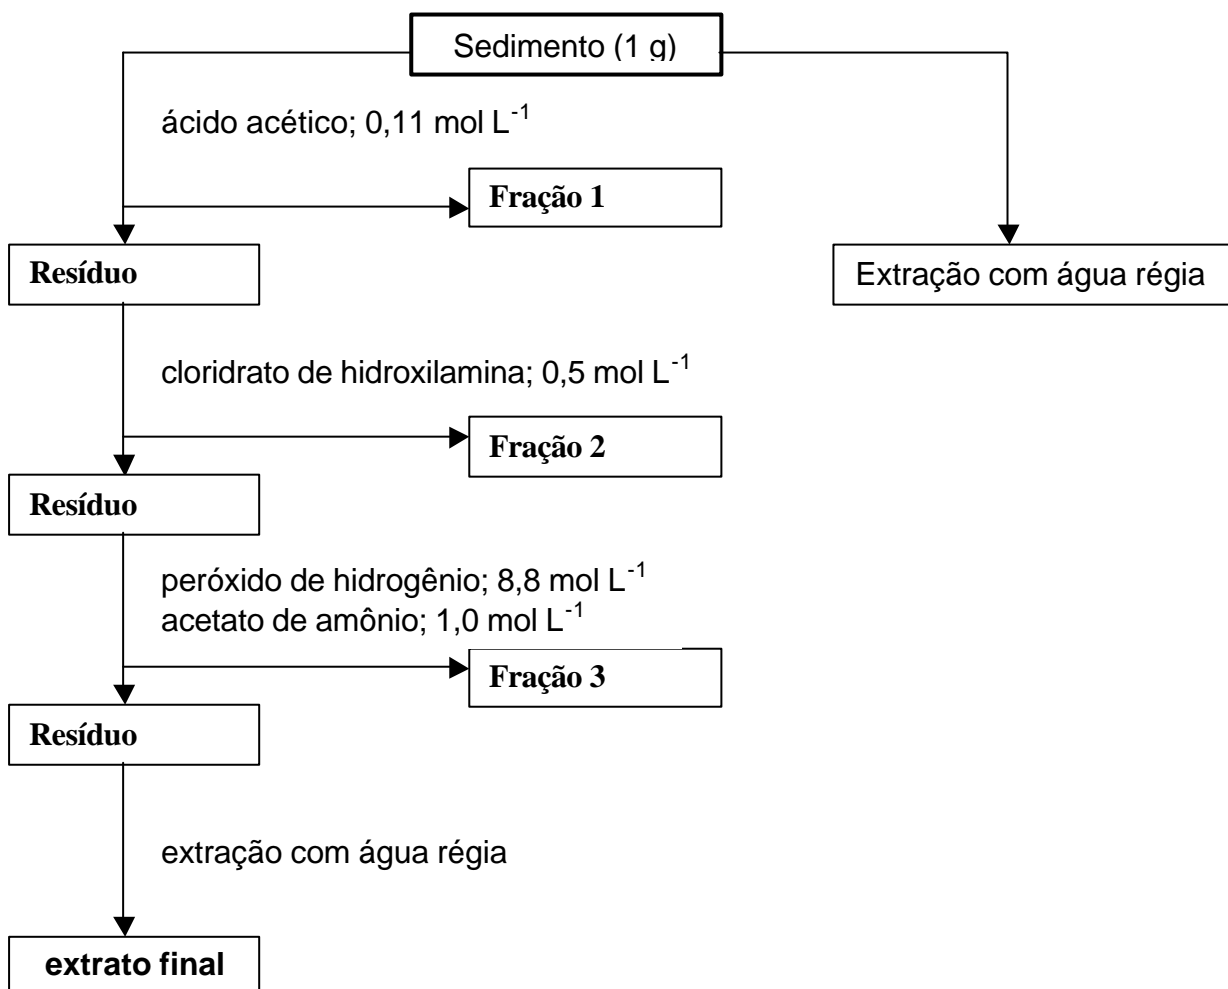 Sedimento (1 g)
ácido acético; 0,11 mol L-1
Fração 1
Resíduo
Extração com água régia
cloridrato de hidroxilamina; 0,5 mol L-1
Fração 2
Resíduo
peróxido de hidrogênio; 8,8 mol L-1
acetato de amônio; 1,0 mol L-1
Fração 3
Resíduo
extração com água régia
extrato final